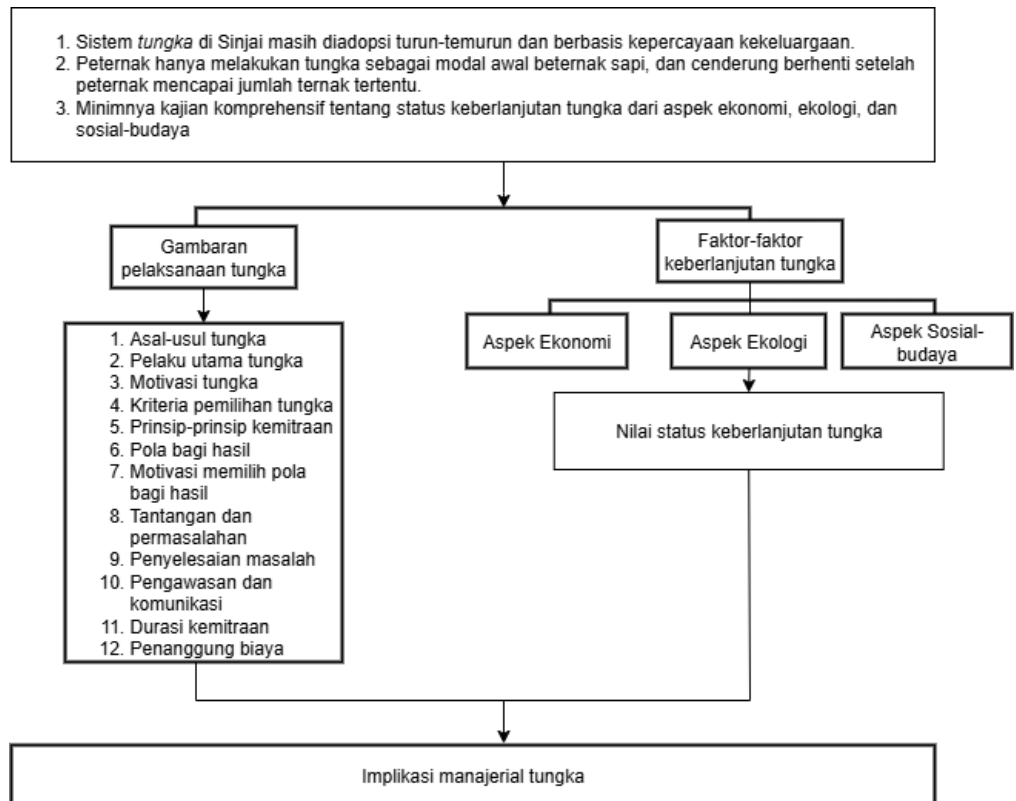 1. Sistem tungka di Sinjai masih diadopsi turun-temurun dan berbasis kepercayaan kekeluargaan.
2. Peternak hanya melakukan tungka sebagai modal awal beternak sapi, dan cenderung berhenti setelah
peternak mencapai jumlah ternak tertentu.
3. Minimnya kajian komprehensif tentang status keberlanjutan tungka dari aspek ekonomi, ekologi, dan
sosial-budaya
Gambaran
pelaksanaan tungka
1. Asal-usul tungka
2. Pelaku utama tungka
3. Motivasi tungka
4. Kriteria pemilihan tungka
5. Prinsip-prinsip kemitraan
6. Pola bagi hasil
7. Motivasi memilih pola
bagi hasil
8. Tantangan dan
permasalahan
9. Penyelesaian masalah
10. Pengawasan dan
komunikasi
11. Durasi kemitraan
12. Penanggung biaya
Faktor-faktor
keberlanjutan tungka
Aspek Ekonomi
Aspek Ekologi
Aspek Sosial-
budaya
Nilai status keberlanjutan tungka
Implikasi manajerial tungka